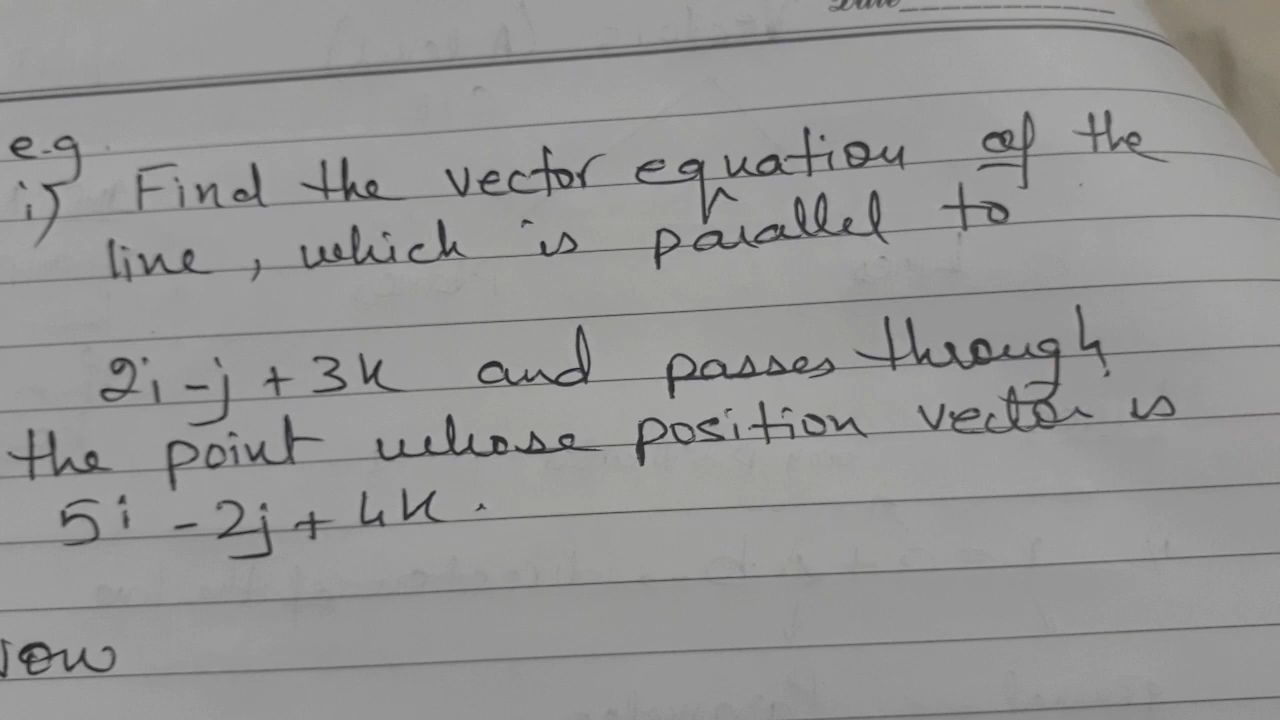 Date
e.g
i) Find the vector equation of the
line, which is parallel to
2i - j + 3k and passes through
the point whose position vector is
5i - 2j + 4k.